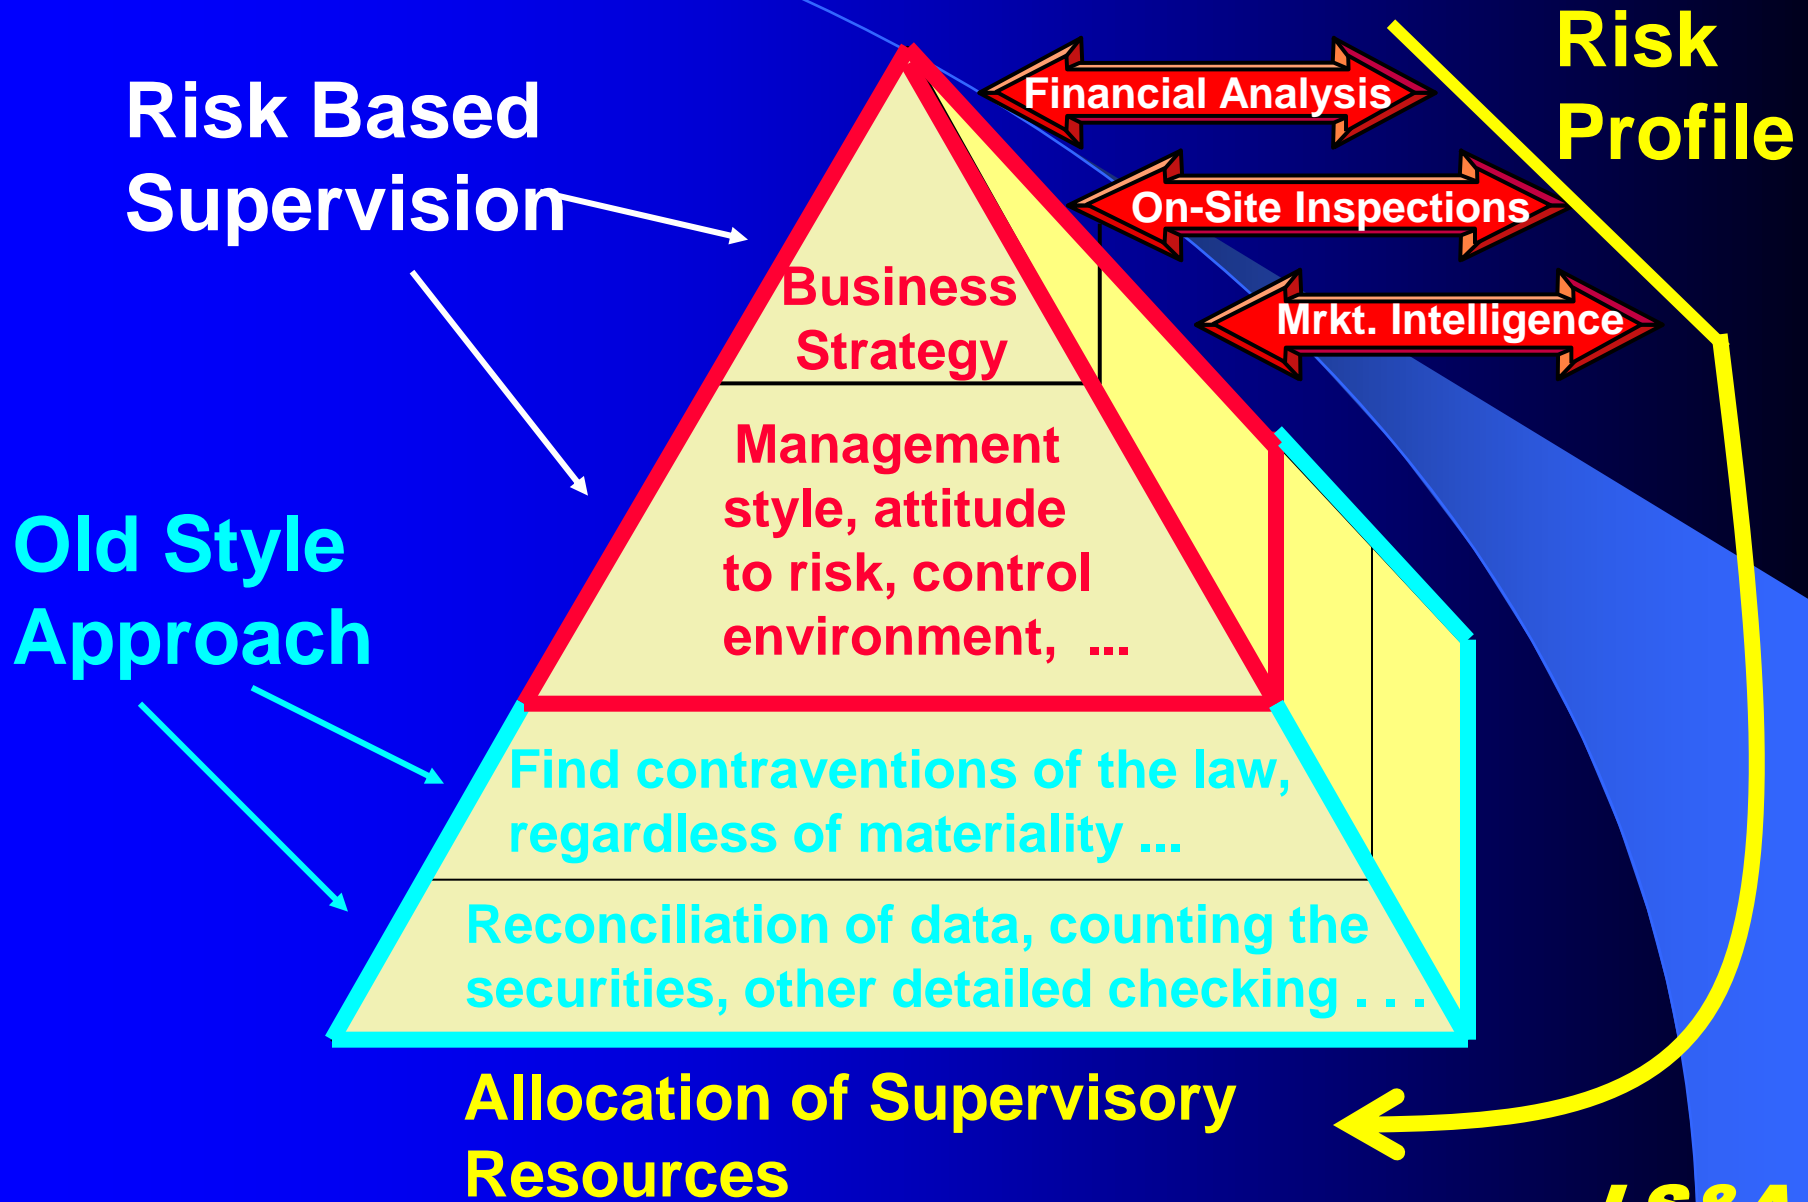 Risk Based
Supervision
Financial Analysis
On-Site Inspections
Mrkt. Intelligence
Risk
Profile
Business
Strategy
Management
style, attitude
to risk, control
environment, ...
Old Style
Approach
Find contraventions of the law,
regardless of materiality ...
Reconciliation of data, counting the
securities, other detailed checking . . .
Allocation of Supervisory
Resources